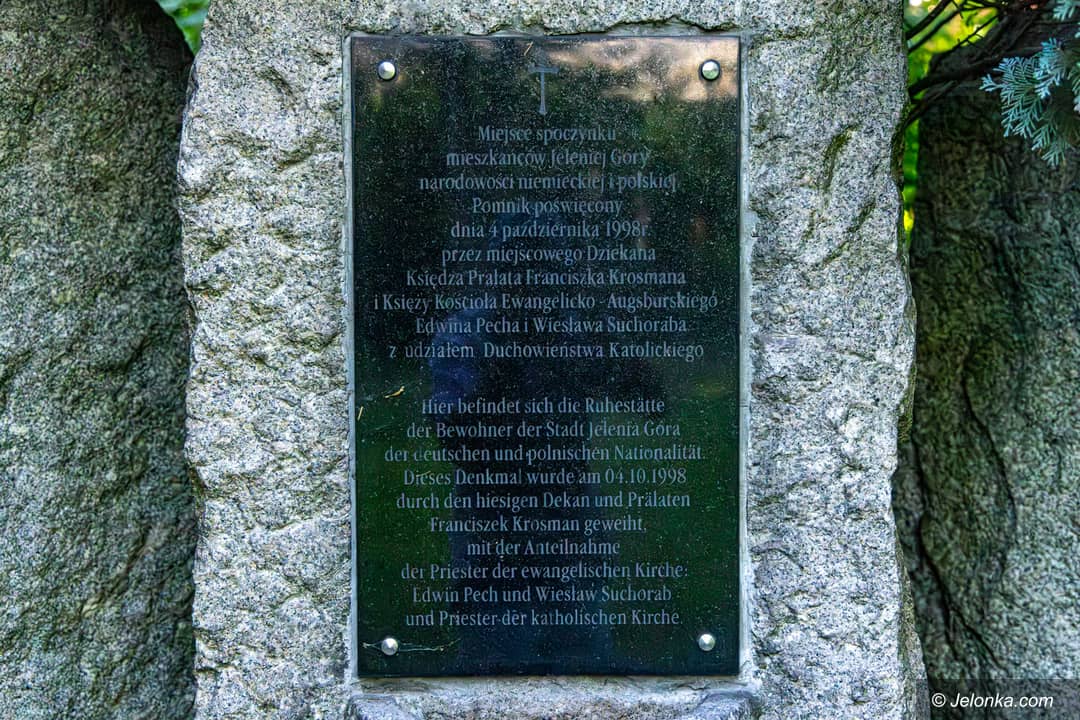 Miejsce spoczynku
mieszkańców Jeleniej Góry
narodowości niemieckiej i polskiej
Pomnik poświęcony
dnia 4 października 1998r.
przez miejscowego Dziekana
Księdza Prałata Franciszka Krosmana
i Księży Kościoła Ewangelicko - Augsburskiego
Edwina Pecha i Wiesława Suchoraba
z udziałem Duchowieństwa Katolickiego
Hier befindet sich die Ruhestätte
der Bewohner der Stadt Jelenia Góra
der deutschen und polnischen Nationalität.
Dieses Denkmal wurde am 04.10.1998
durch den hiesigen Dekan und Prälaten
Franciszek Krosman geweiht,
mit der Anteilnahme
der Priester der ewangelischen Kirche:
Edwin Pech und Wiesław Suchorab
und Priester der katholischen Kirche.
© Jelonka.com